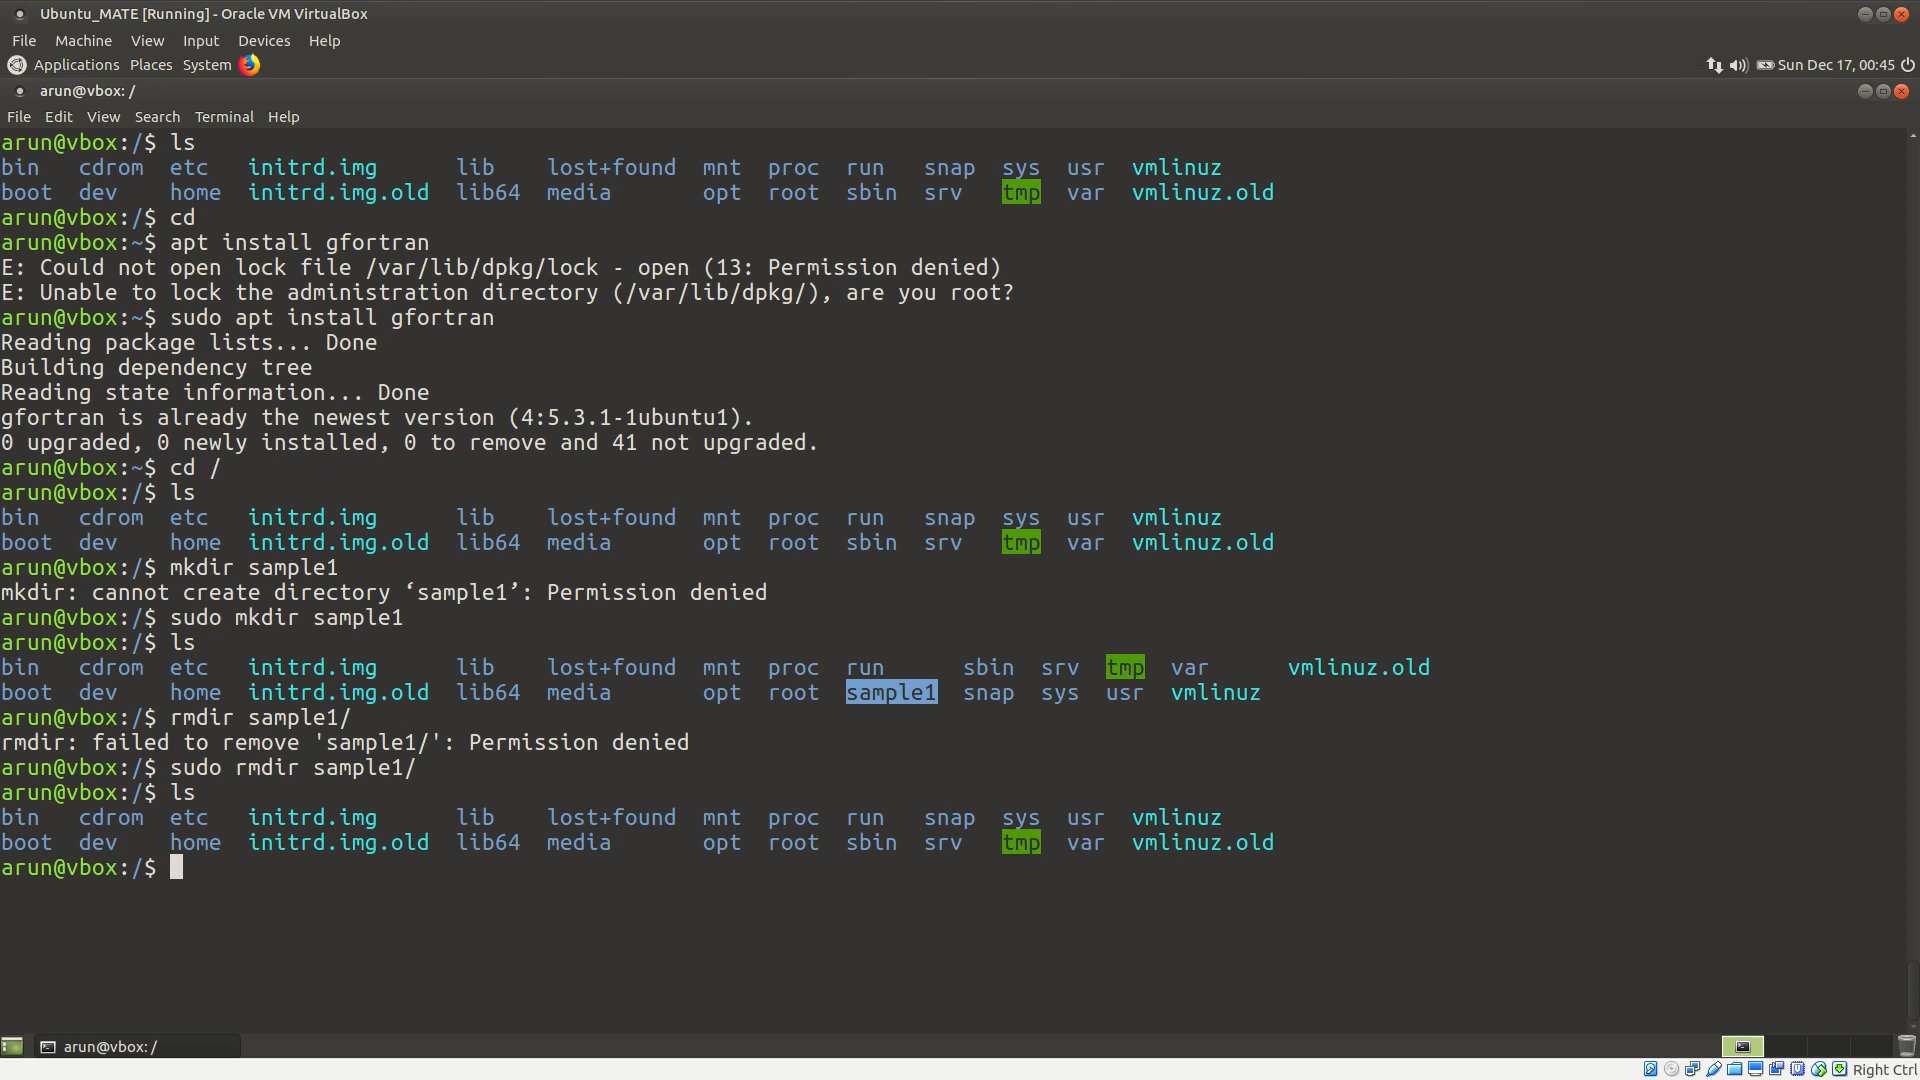 Ubuntu_MATE [Running] - Oracle VM VirtualBox
File Machine View Input Devices Help
Applications Places System Sun Dec 17, 00:45
arun@vbox: /
File Edit View Search Terminal Help
arun@vbox:/$ ls
bin cdrom etc initrd.img lib lost+found mnt proc run snap sys usr vmlinuz
boot dev home initrd.img.old lib64 media opt root sbin srv tmp var vmlinuz.old
arun@vbox:/$ cd
arun@vbox:~$ apt install gfortran
E: Could not open lock file /var/lib/dpkg/lock - open (13: Permission denied)
E: Unable to lock the administration directory (/var/lib/dpkg/), are you root?
arun@vbox:~$ sudo apt install gfortran
Reading package lists... Done
Building dependency tree
Reading state information... Done
gfortran is already the newest version (4:5.3.1-1ubuntu1).
0 upgraded, 0 newly installed, 0 to remove and 41 not upgraded.
arun@vbox:~$ cd /
arun@vbox:/$ ls
bin cdrom etc initrd.img lib lost+found mnt proc run snap sys usr vmlinuz
boot dev home initrd.img.old lib64 media opt root sbin srv tmp var vmlinuz.old
arun@vbox:/$ mkdir sample1
mkdir: cannot create directory ‘sample1’: Permission denied
arun@vbox:/$ sudo mkdir sample1
arun@vbox:/$ ls
bin cdrom etc initrd.img lib lost+found mnt proc run sbin srv tmp var vmlinuz.old
boot dev home initrd.img.old lib64 media opt root sample1 snap sys usr vmlinuz
arun@vbox:/$ rmdir sample1/
rmdir: failed to remove 'sample1/': Permission denied
arun@vbox:/$ sudo rmdir sample1/
arun@vbox:/$ ls
bin cdrom etc initrd.img lib lost+found mnt proc run snap sys usr vmlinuz
boot dev home initrd.img.old lib64 media opt root sbin srv tmp var vmlinuz.old
arun@vbox:/$
arun@vbox: /
Right Ctrl